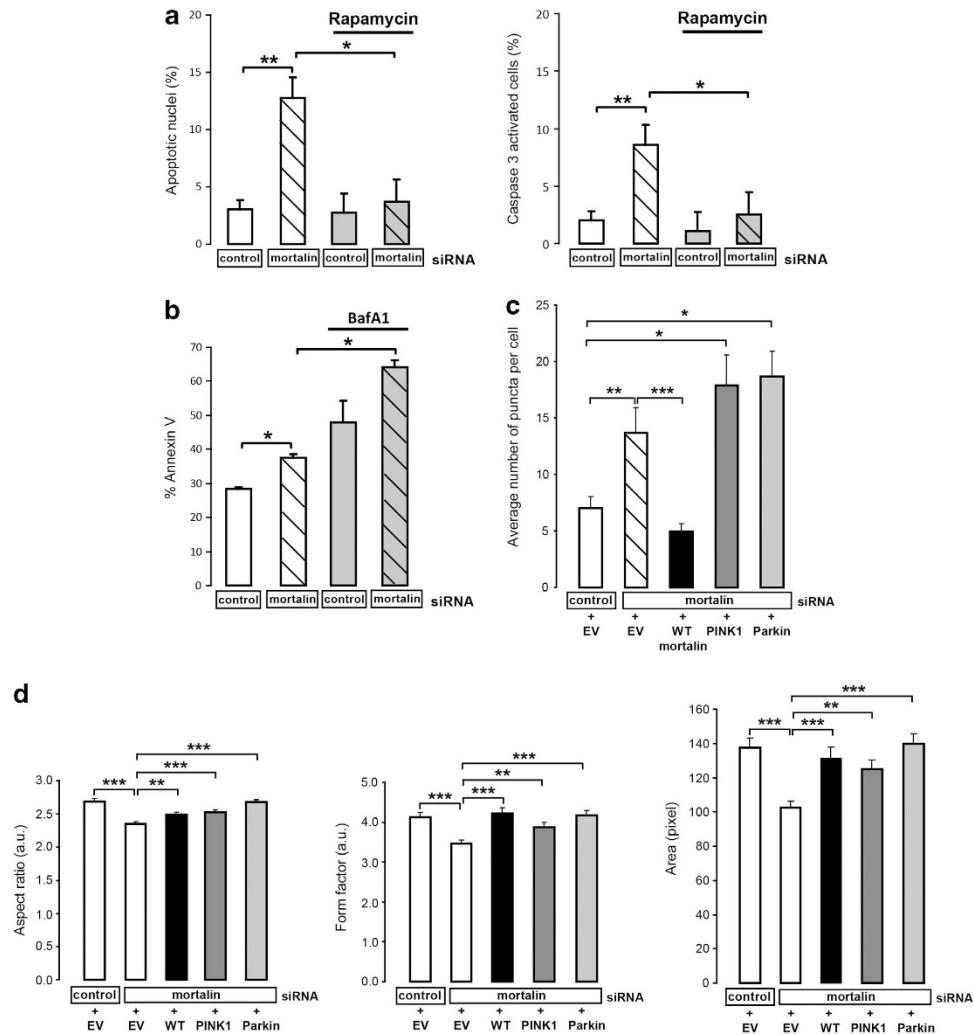 a
Rapamycin
Apoptotic nuclei (%)
20
15
10
5
0
**
*
control
mortalin
control
mortalin
siRNA
Rapamycin
Caspase 3 activated cells (%)
20
15
10
5
0
**
*
control
mortalin
control
mortalin
siRNA
b
BafA1
% Annexin V
70
60
50
40
30
20
10
0
*
*
control
mortalin
control
mortalin
siRNA
c
Average number of puncta per cell
25
20
15
10
5
0
**
***
*
*
control
mortalin
siRNA
+ + + + +
EV EV WT PINK1 Parkin
mortalin
d
Aspect ratio (a.u.)
3.0
2.5
2.0
1.5
1.0
0.5
0.0
***
**
***
***
control
mortalin
siRNA
+ + + + +
EV EV WT PINK1 Parkin
Form factor (a.u.)
5.0
4.0
3.0
2.0
1.0
0.0
***
***
**
***
control
mortalin
siRNA
+ + + + +
EV EV WT PINK1 Parkin
Area (pixel)
160
140
120
100
80
60
40
20
0
***
***
**
***
control
mortalin
siRNA
+ + + + +
EV EV WT PINK1 Parkin